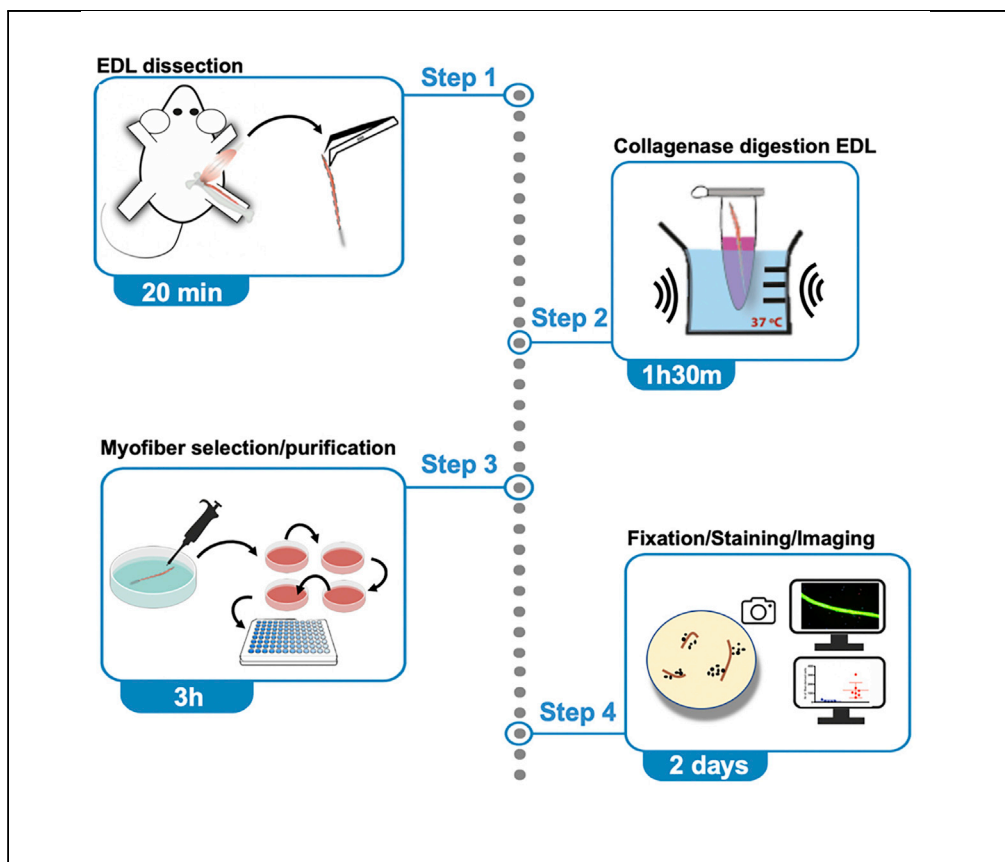 EDL dissection
Step 1
20 min
Collagenase digestion EDL
37 ºC
Step 2
1h30m
Myofiber selection/purification
Step 3
3h
Fixation/Staining/Imaging
Step 4
2 days